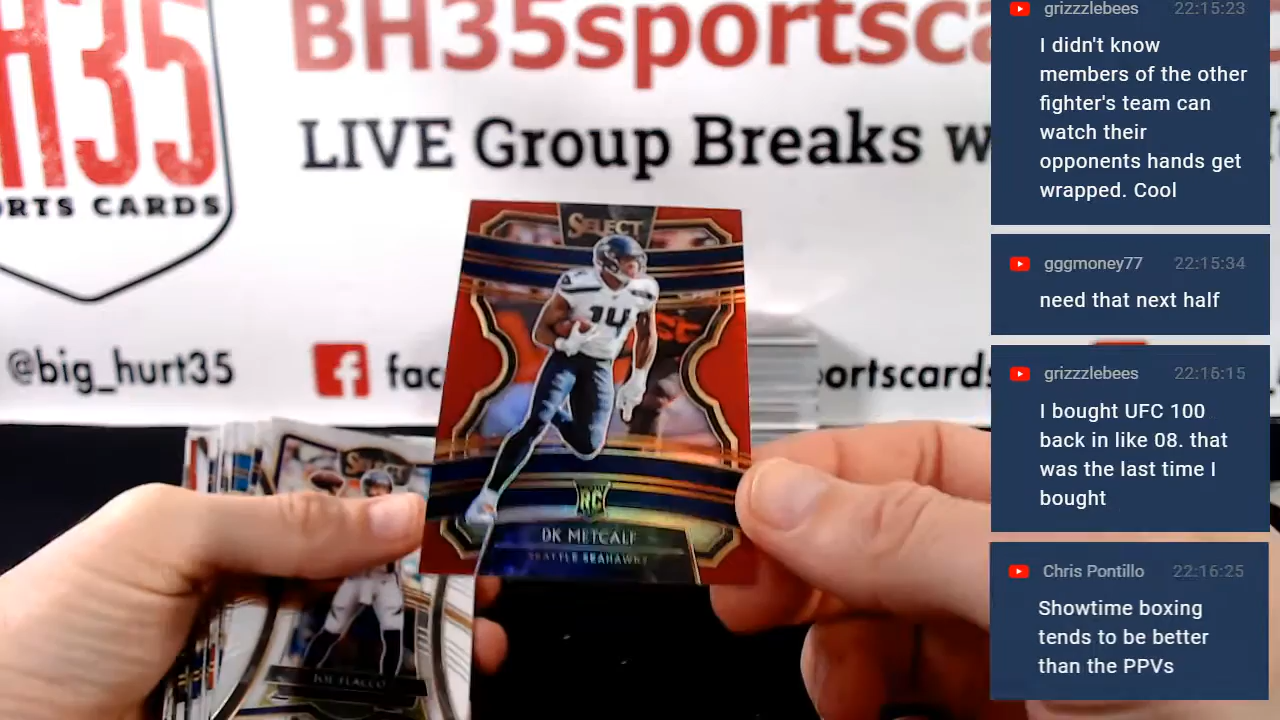 H35
ORTS CARDS
BH35sportsca
LIVE Group Breaks w
@big_hurt35
fac
ortscards
SELECT
14
RC
DK METCALF
SEATTLE SEAHAWKS
SELECT
JOE FLACCO
grizzzlebees 22:15:23
I didn't know
members of the other
fighter's team can
watch their
opponents hands get
wrapped. Cool
gggmoney77 22:15:34
need that next half
grizzzlebees 22:16:15
I bought UFC 100
back in like 08. that
was the last time I
bought
Chris Pontillo 22:16:25
Showtime boxing
tends to be better
than the PPVs